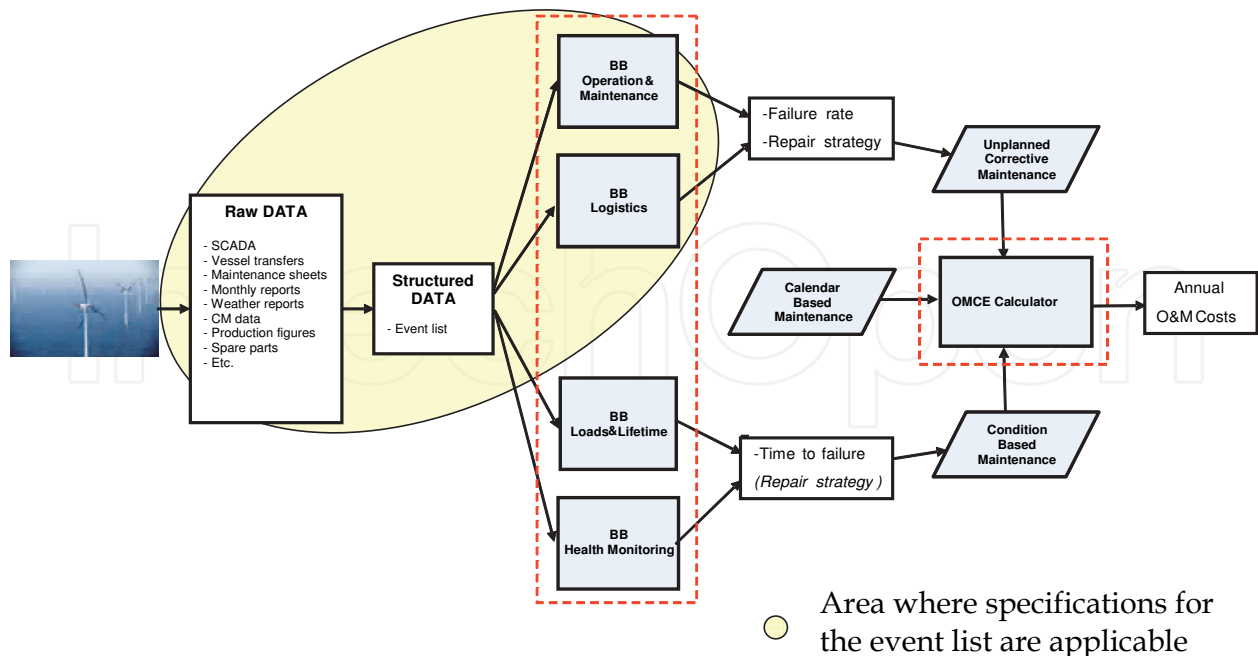 Raw DATA
- SCADA
- Vessel transfers
- Maintenance sheets
- Monthly reports
- Weather reports
- CM data
- Production figures
- Spare parts
- Etc.
Structured
DATA
- Event list
BB
Operation &
Maintenance
BB
Logistics
BB
Loads&Lifetime
BB
Health Monitoring
-Failure rate
-Repair strategy
-Time to failure
(Repair strategy)
Unplanned
Corrective
Maintenance
Calendar
Based
Maintenance
OMCE Calculator
Condition
Based
Maintenance
Annual
O&M Costs
Area where specifications for
the event list are applicable
IntechOpen